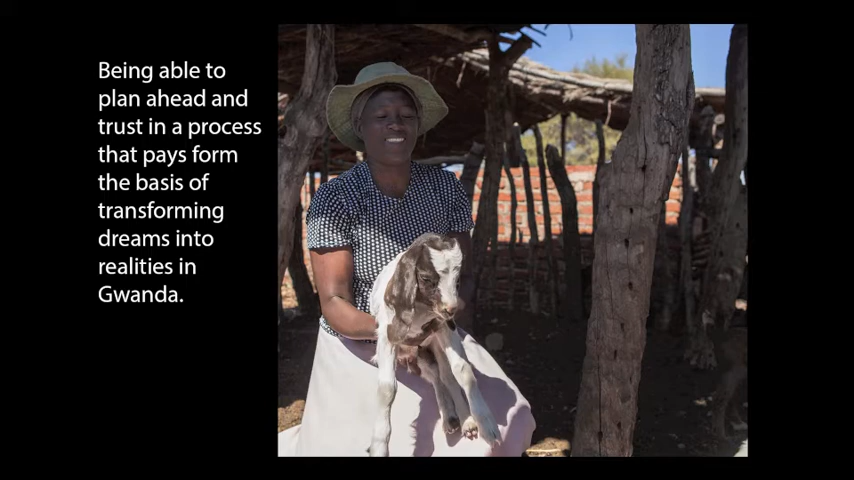 Being able to
plan ahead and
trust in a process
that pays form
the basis of
transforming
dreams into
realities in
Gwanda.